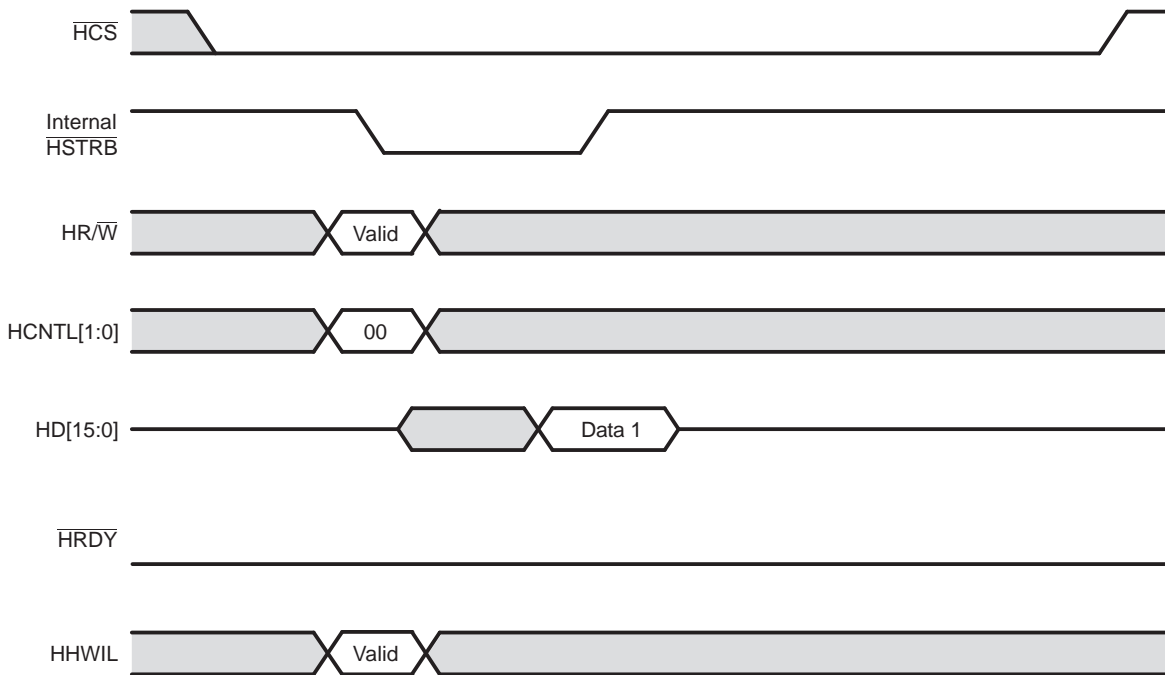 HCS
Internal
HSTRB
HR/W
Valid
HCNTL[1:0]
00
HD[15:0]
Data 1
HRDY
HHWIL
Valid